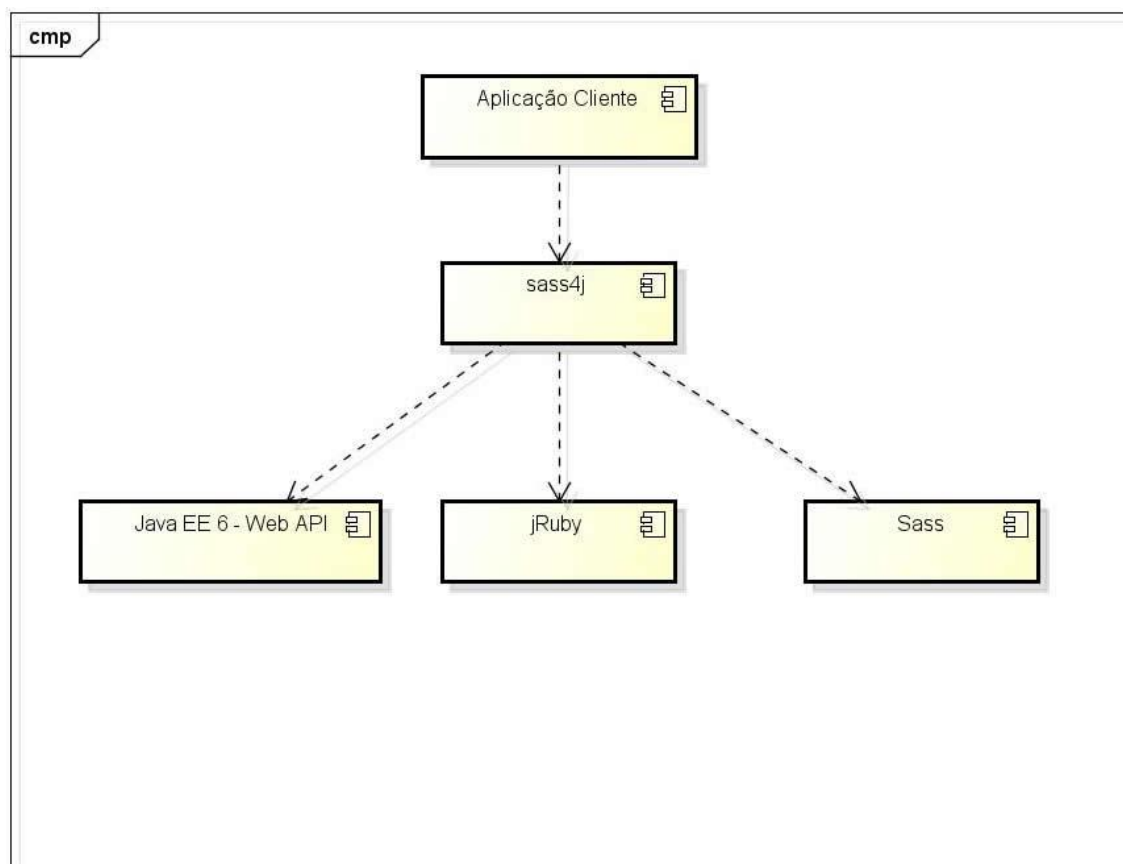 cmp
Aplicação Cliente
sass4j
Java EE 6 - Web API
jRuby
Sass